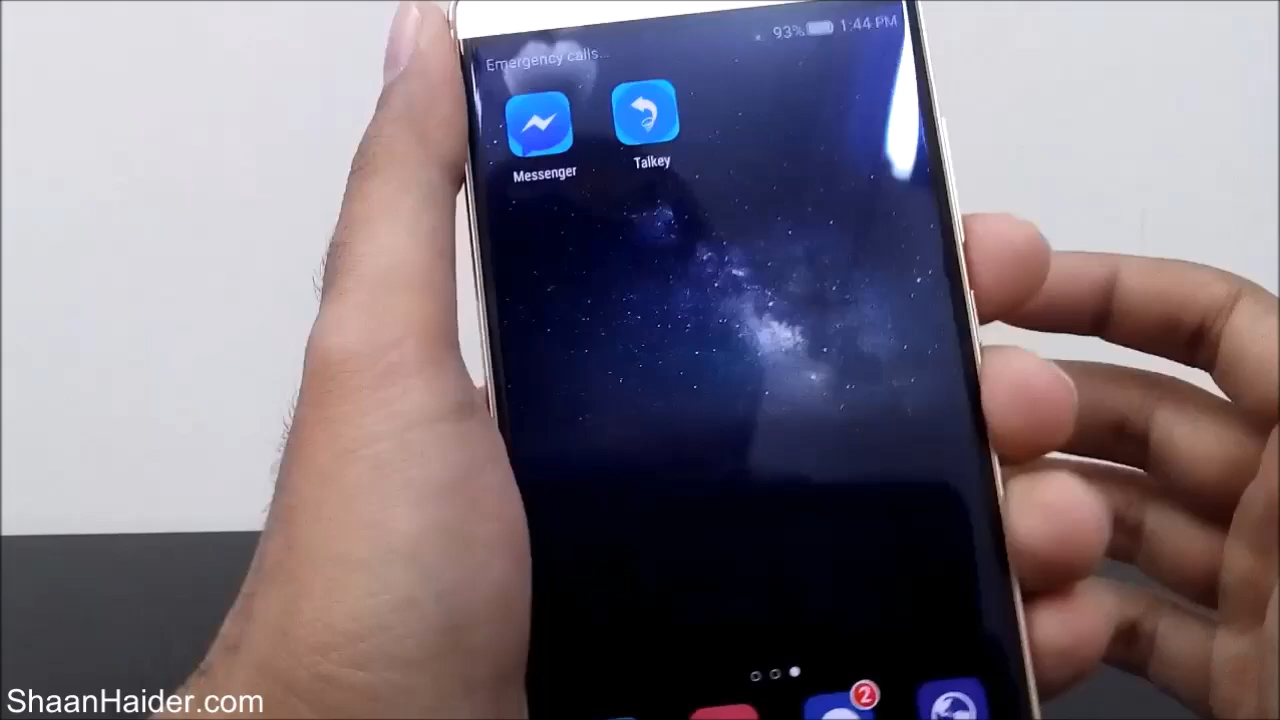 93% 1:44 PM
Emergency calls...
Messenger
Talkey
2
ShaanHaider.com